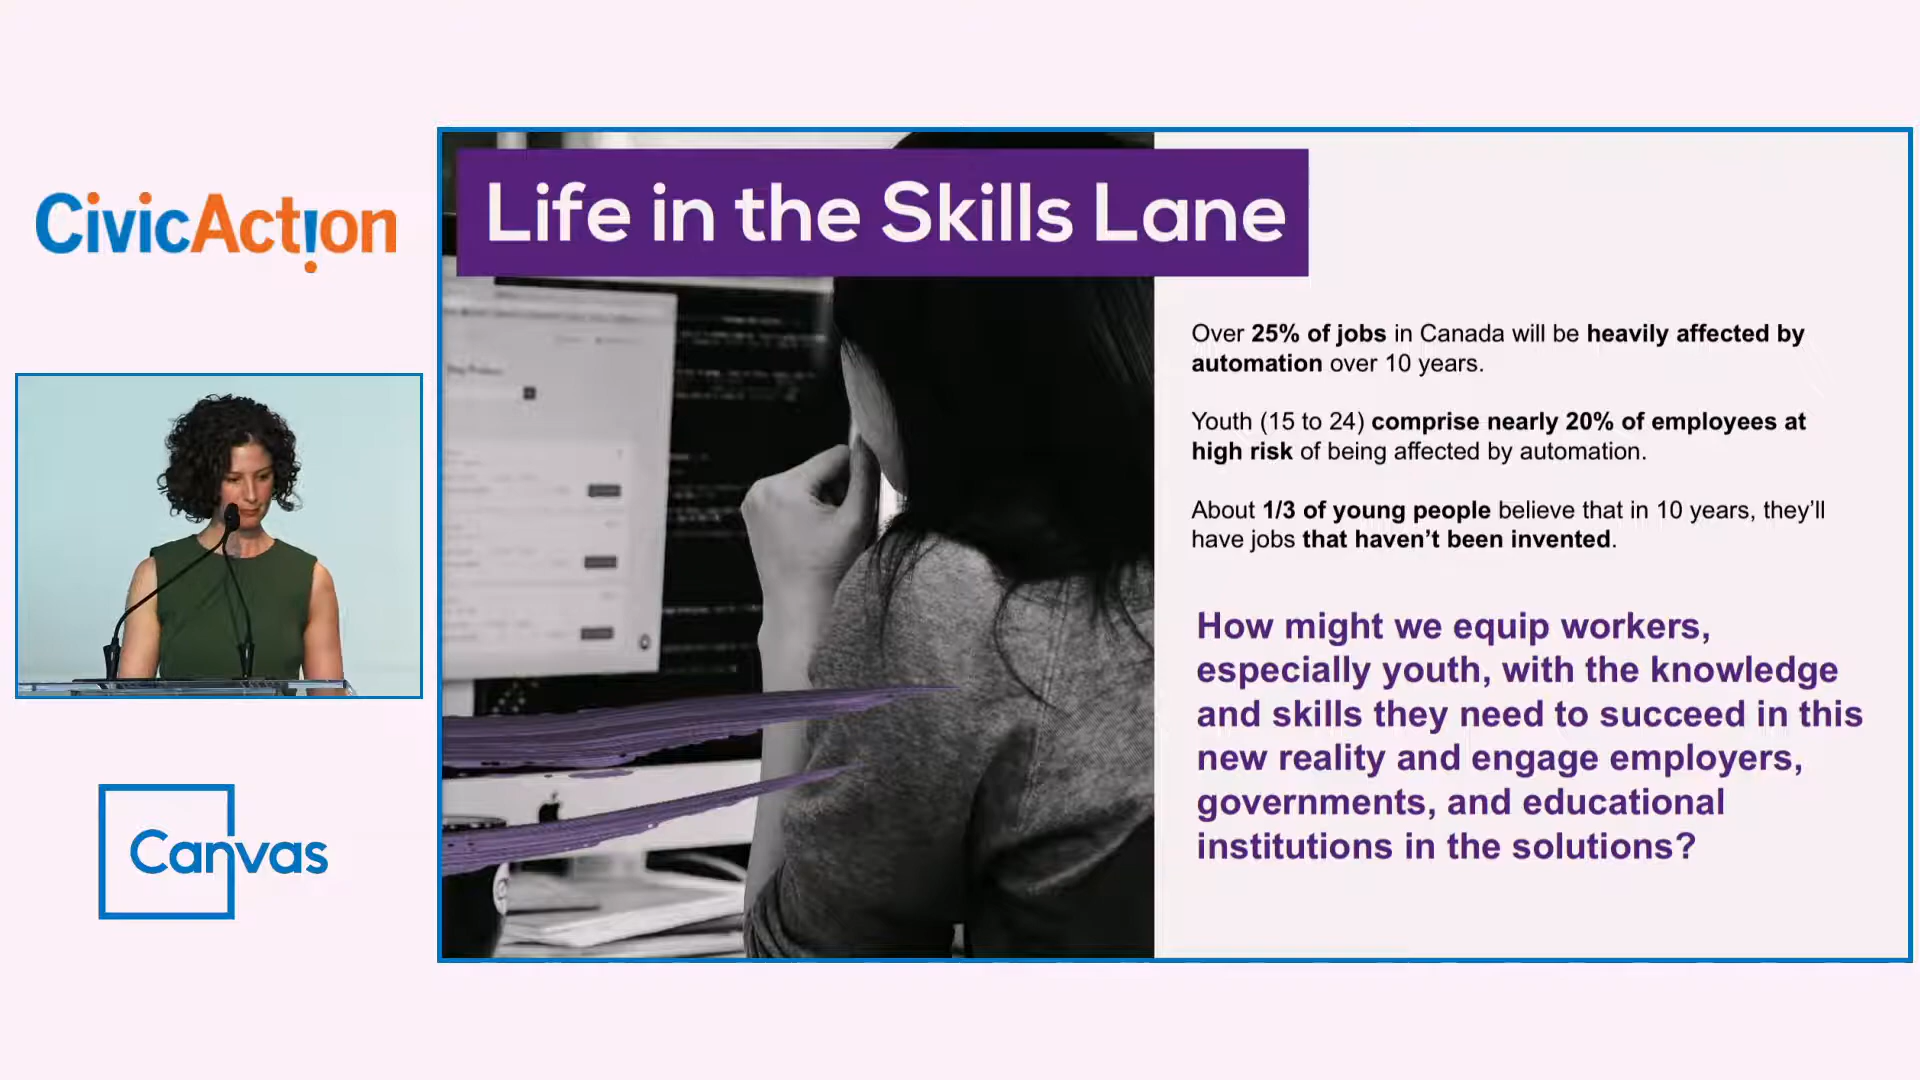 CivicAction
Canvas
Life in the Skills Lane
Over 25% of jobs in Canada will be heavily affected by
automation over 10 years.
Youth (15 to 24) comprise nearly 20% of employees at
high risk of being affected by automation.
About 1/3 of young people believe that in 10 years, they’ll
have jobs that haven’t been invented.
How might we equip workers,
especially youth, with the knowledge
and skills they need to succeed in this
new reality and engage employers,
governments, and educational
institutions in the solutions?